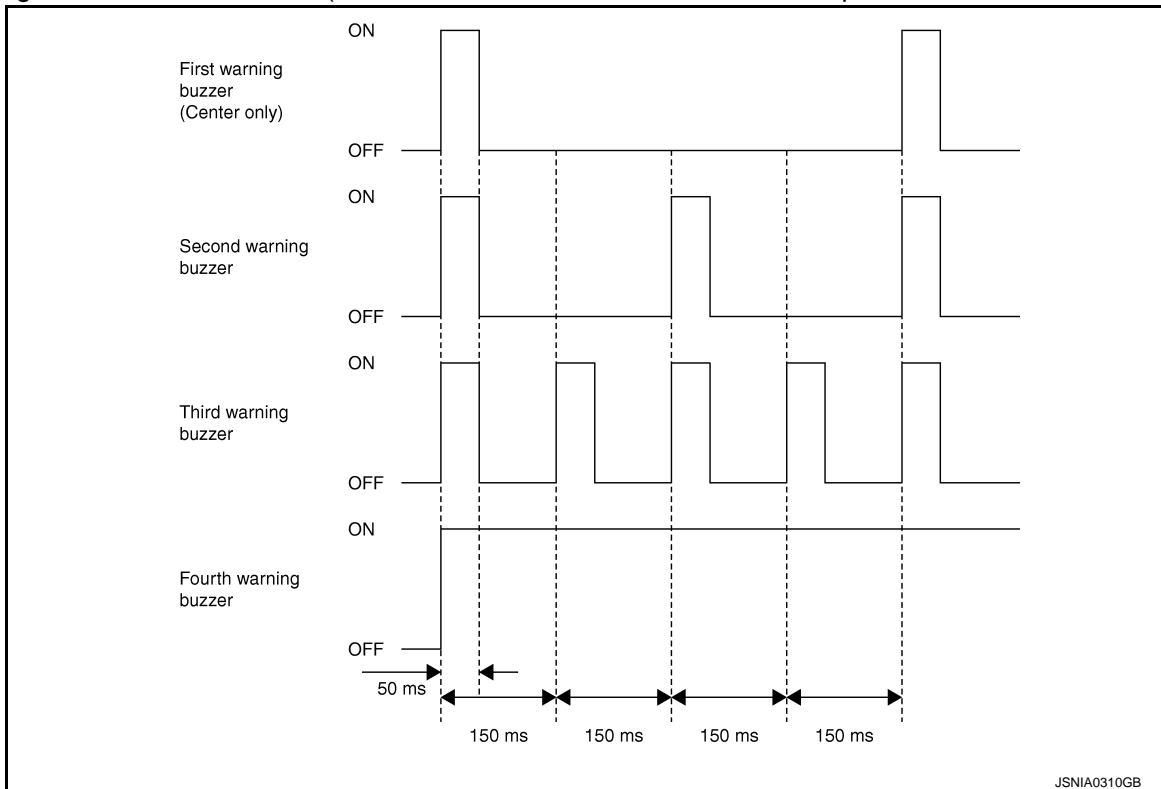 ON
First warning
buzzer
(Center only)
OFF
ON
Second warning
buzzer
OFF
ON
Third warning
buzzer
OFF
ON
Fourth warning
buzzer
OFF
50 ms
150 ms 150 ms 150 ms 150 ms
JSNIA0310GB